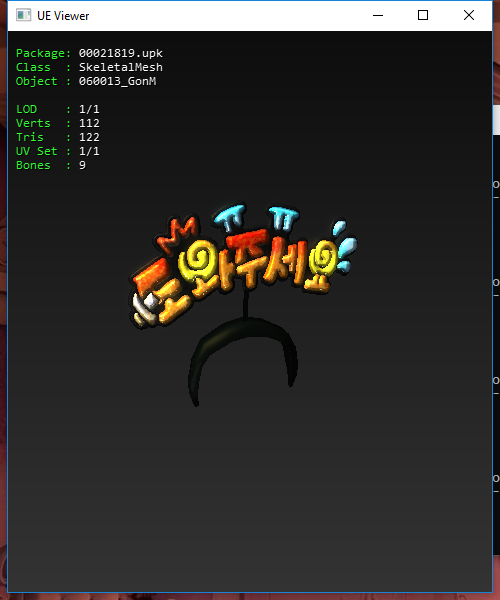 UE Viewer
Package: 00021819.upk
Class : SkeletalMesh
Object : 060013_GonM
LOD : 1/1
Verts : 112
Tris : 122
UV Set : 1/1
Bones : 9
ㅠ ㅠ
도와주세요